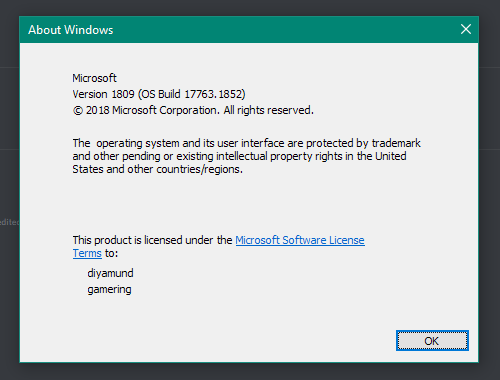 About Windows
Microsoft
Version 1809 (OS Build 17763.1852)
© 2018 Microsoft Corporation. All rights reserved.
The  operating system and its user interface are protected by trademark
and other pending or existing intellectual property rights in the United
States and other countries/regions.
This product is licensed under the Microsoft Software License
Terms to:
diyamund
gamering
OK